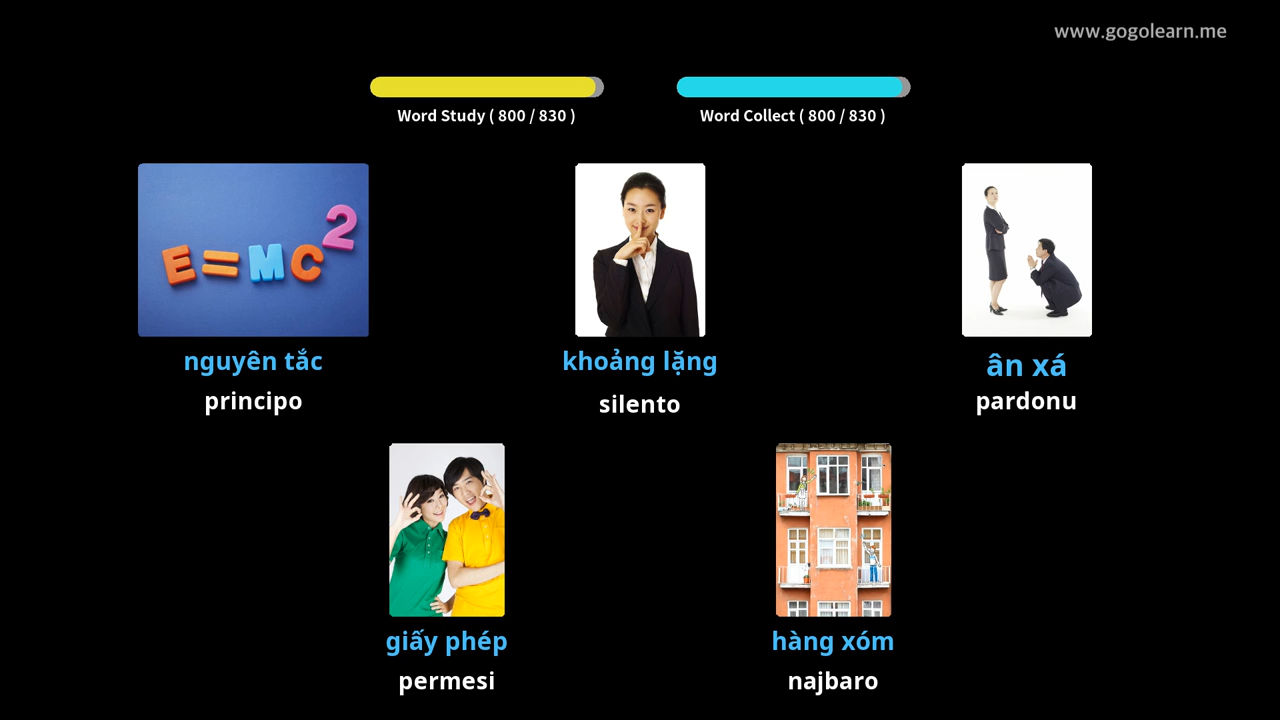 www.gogolearn.me
Word Study ( 800 / 830 )
Word Collect ( 800 / 830 )
E=MC2
nguyên tắc
principo
khoảng lặng
silento
ân xá
pardonu
giấy phép
permesi
hàng xóm
najbaro